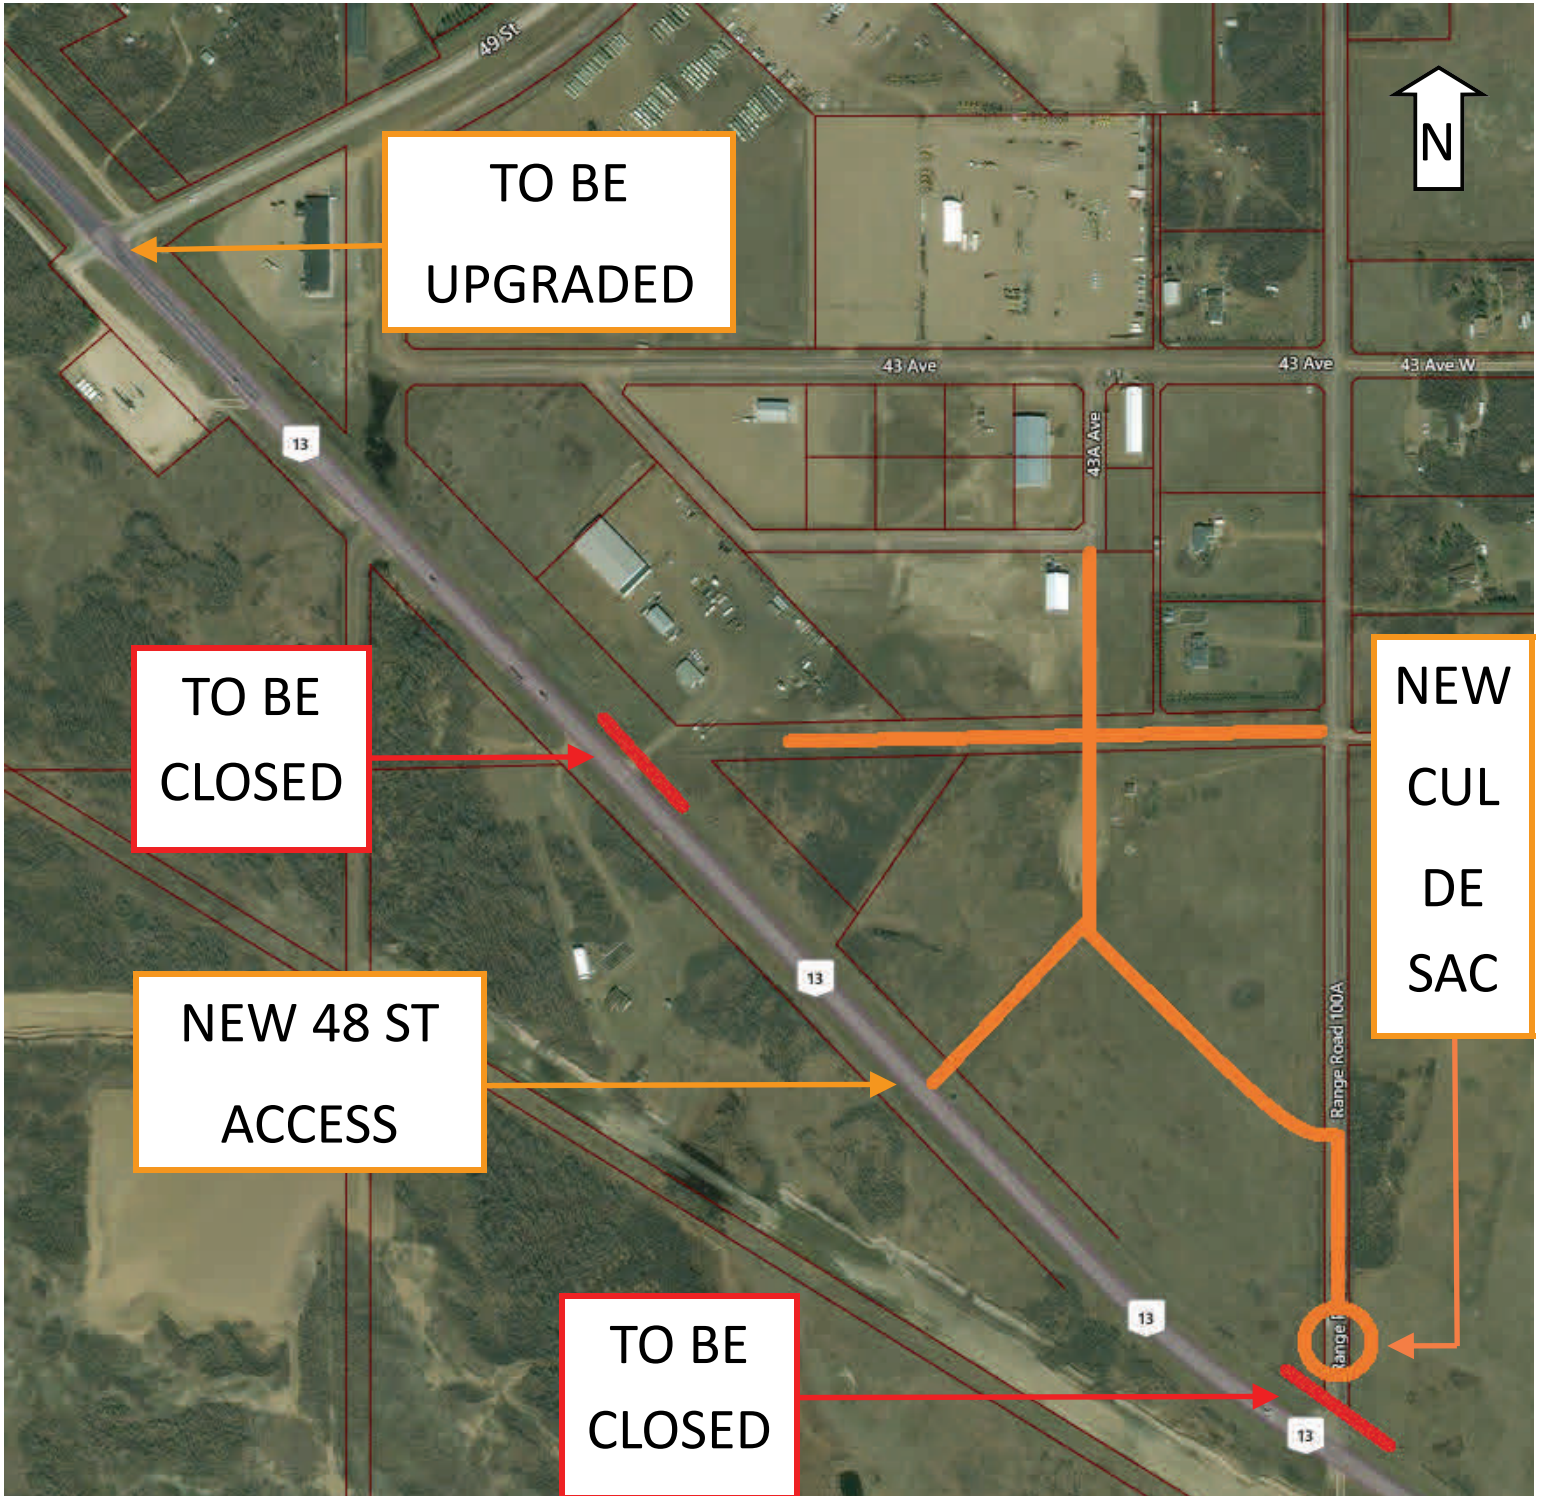 49 St
N
TO BE
UPGRADED
43 Ave
43 Ave
43 Ave W
43A Ave
13
TO BE
CLOSED
NEW
CUL
DE
SAC
13
NEW 48 ST
ACCESS
Range Road 100A
TO BE
CLOSED
13
Range
13